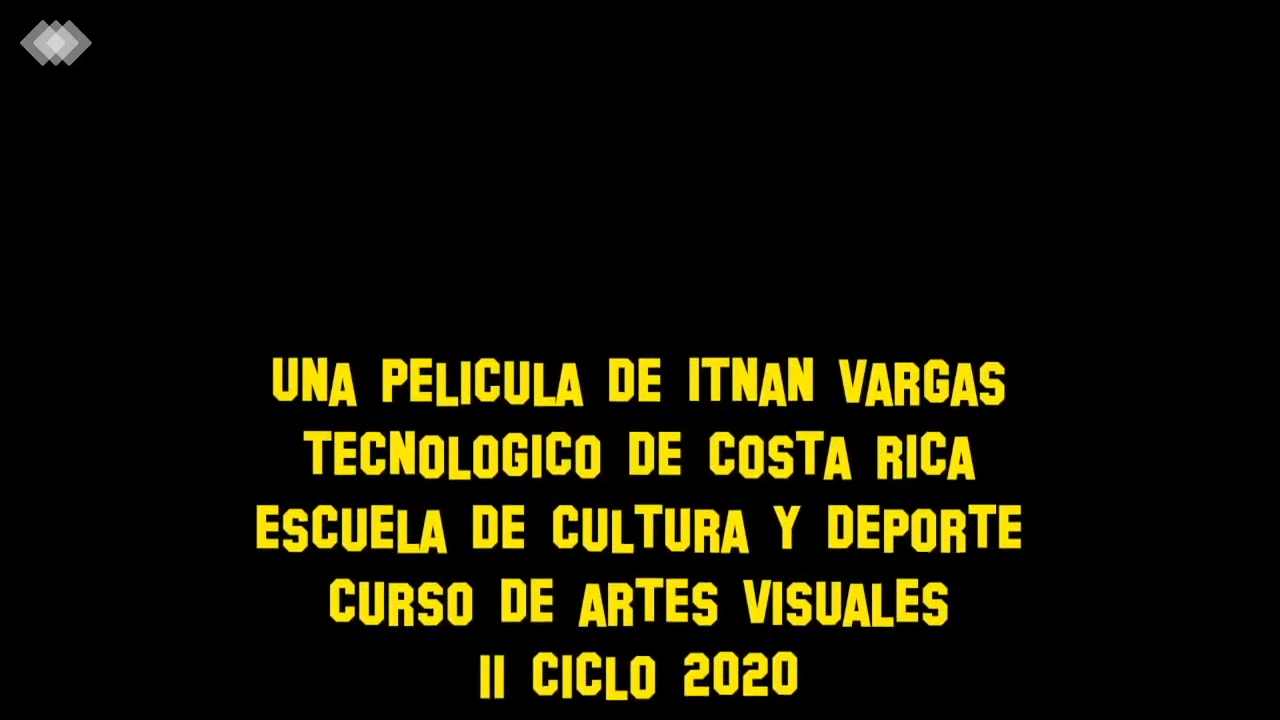 UNA PELICULA DE ITNAN VARGAS
TECNOLOGICO DE COSTA RICA
ESCUELA DE CULTURA Y DEPORTE
CURSO DE ARTES VISUALES
II CICLO 2020